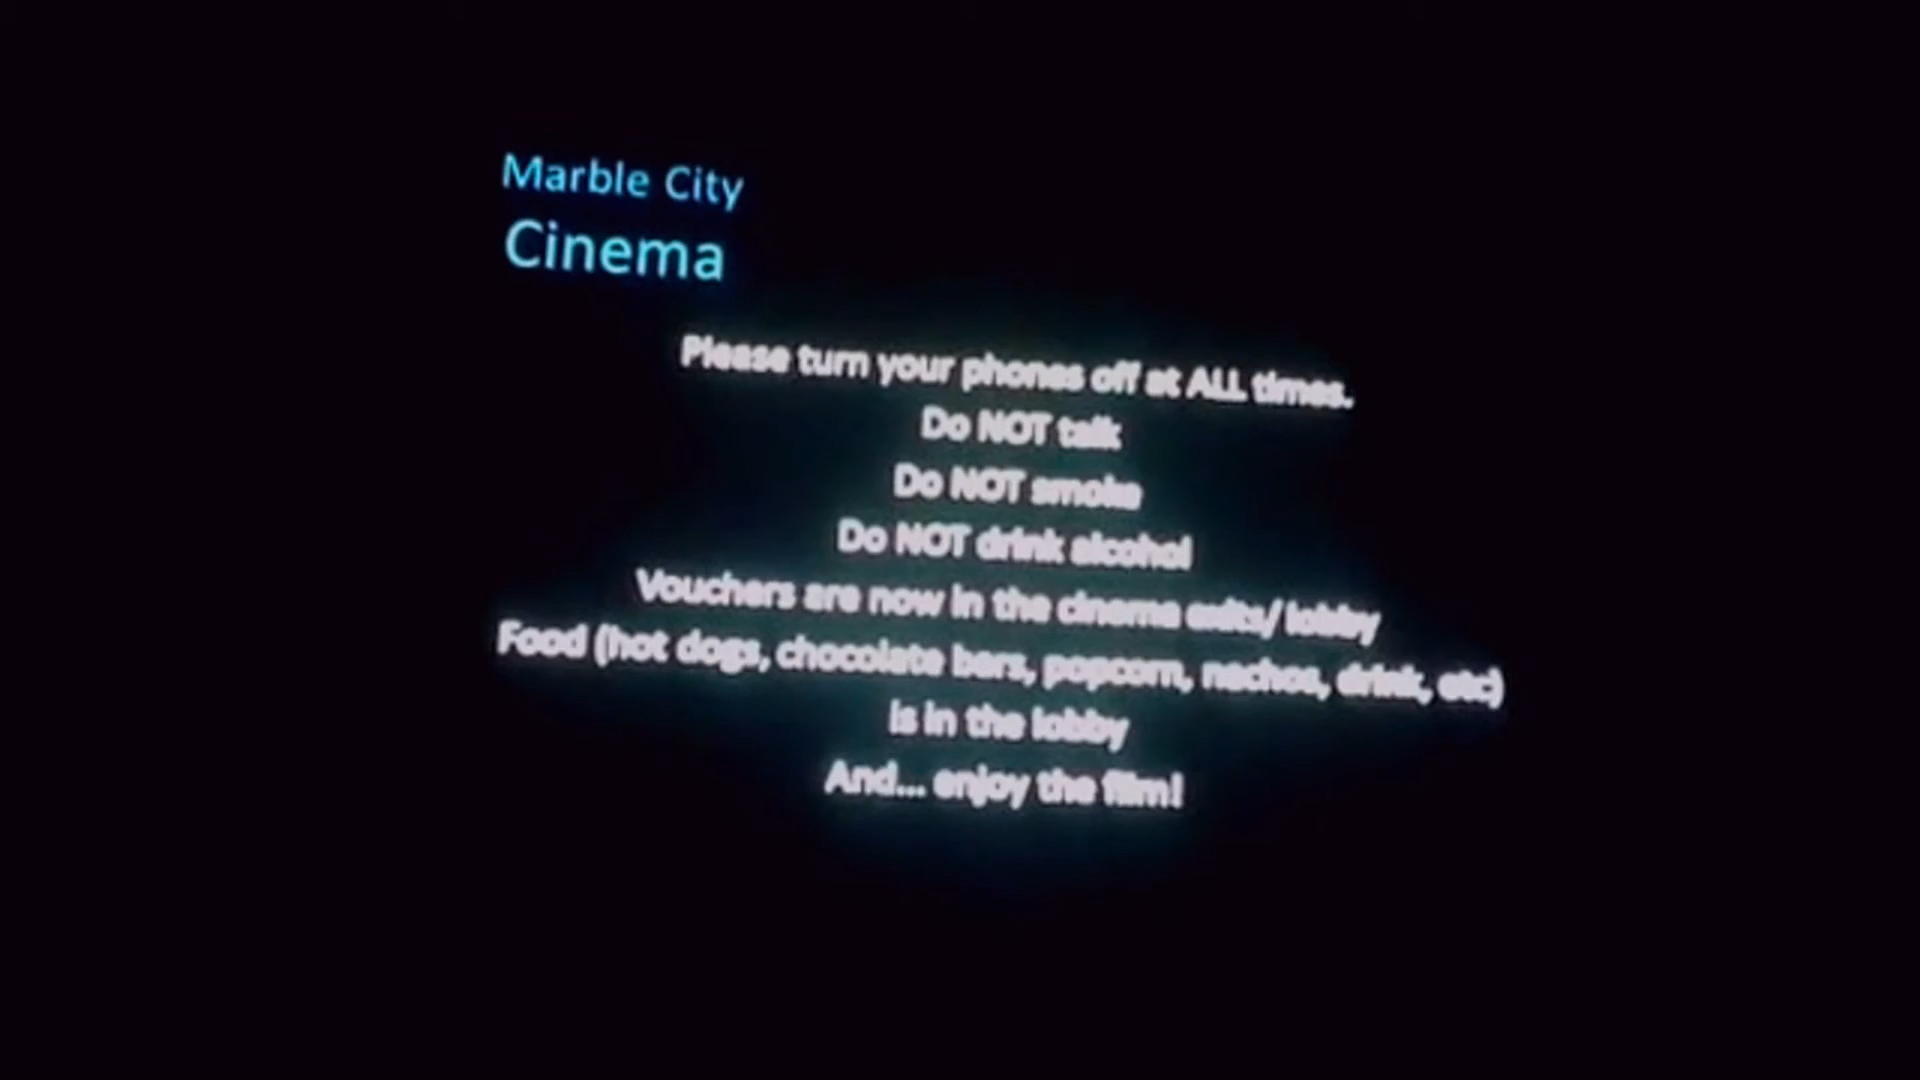 Marble City
Cinema
Please turn your phones off at ALL times.
Do NOT talk
Do NOT smoke
Do NOT drink alcohol
Vouchers are now in the cinema exits/ lobby
Food (hot dogs, chocolate bars, popcorn, nachos, drink, etc)
is in the lobby
And... enjoy the film!